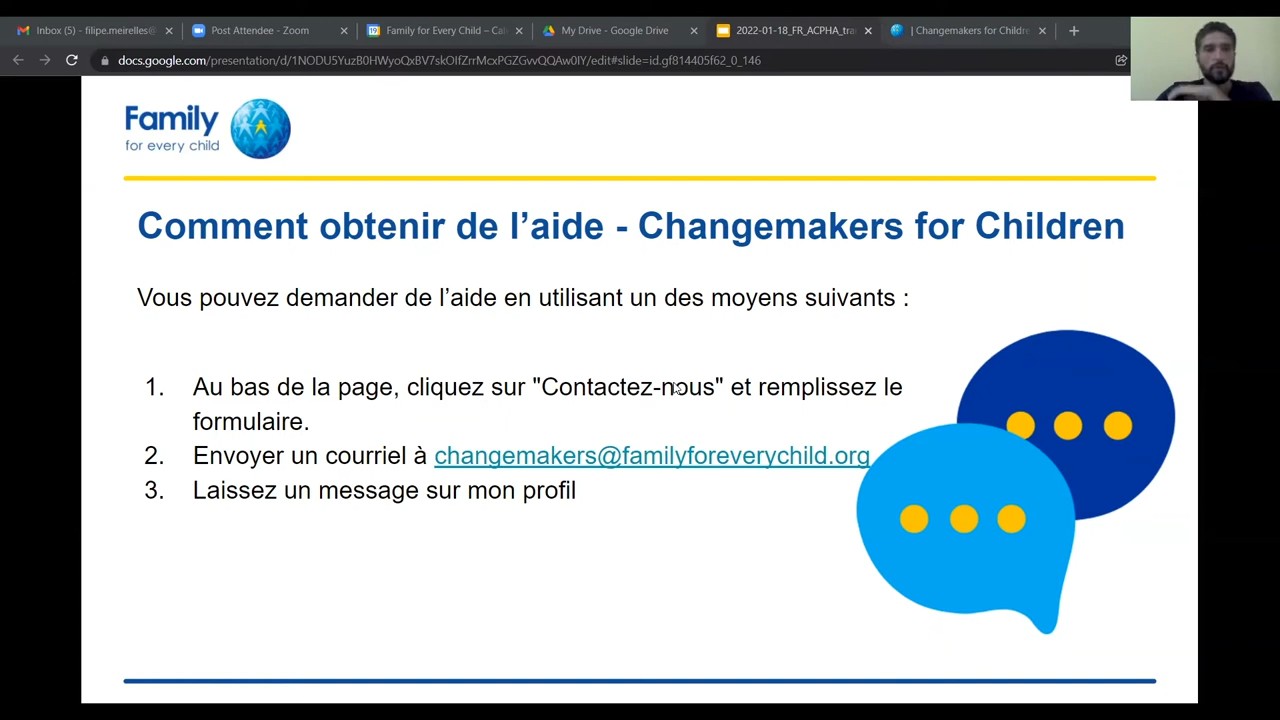 Inbox (5) - filipe.meirelles@
Post Attendee - Zoom
Family for Every Child – Cal
My Drive - Google Drive
2022-01-18_FR_ACPHA_tra
| Changemakers for Childre
docs.google.com/presentation/d/1NODU5YuzB0HWyoQxBV7skOIfZrrMcxPGZGvvQQAw0IY/edit#slide=id.gf814405f62_0_146
Family
for every child
Comment obtenir de l’aide - Changemakers for Children
Vous pouvez demander de l’aide en utilisant un des moyens suivants :
1. Au bas de la page, cliquez sur "Contactez-nous" et remplissez le
formulaire.
2. Envoyer un courriel à changemakers@familyforeverychild.org
3. Laissez un message sur mon profil